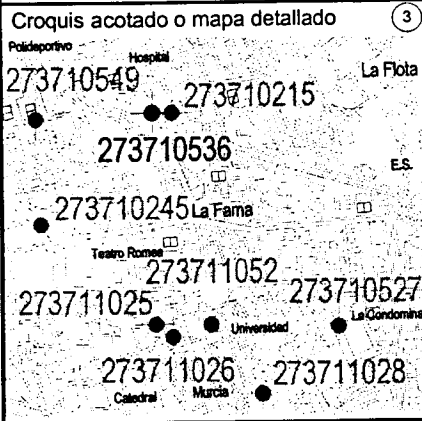 Croquis acotado o mapa detallado 3
Polideportivo
Hospital
La Flota
273710549
273710215
273710536
E.S.
273710245
La Fama
Teatro Romea
273711052
273710527
273711025
La Condomina
Universidad
273711026
273711028
Catedral
Murcia